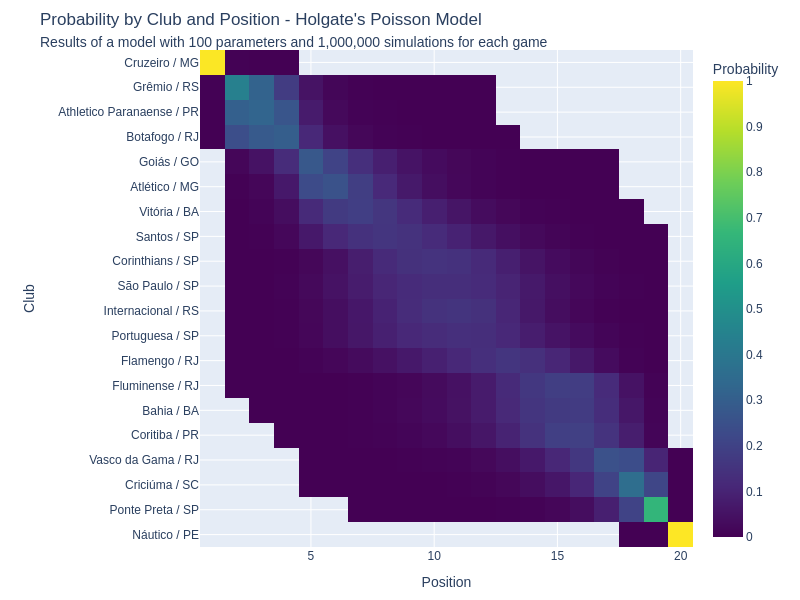 Probability by Club and Position - Holgate's Poisson Model
Results of a model with 100 parameters and 1,000,000 simulations for each game
Probability
Club
Cruzeiro / MG
Grêmio / RS
Athletico Paranaense / PR
Botafogo / RJ
Goiás / GO
Atlético / MG
Vitória / BA
Santos / SP
Corinthians / SP
São Paulo / SP
Internacional / RS
Portuguesa / SP
Flamengo / RJ
Fluminense / RJ
Bahia / BA
Coritiba / PR
Vasco da Gama / RJ
Criciúma / SC
Ponte Preta / SP
Náutico / PE
1
0.9
0.8
0.7
0.6
0.5
0.4
0.3
0.2
0.1
0
5 10 15 20
Position